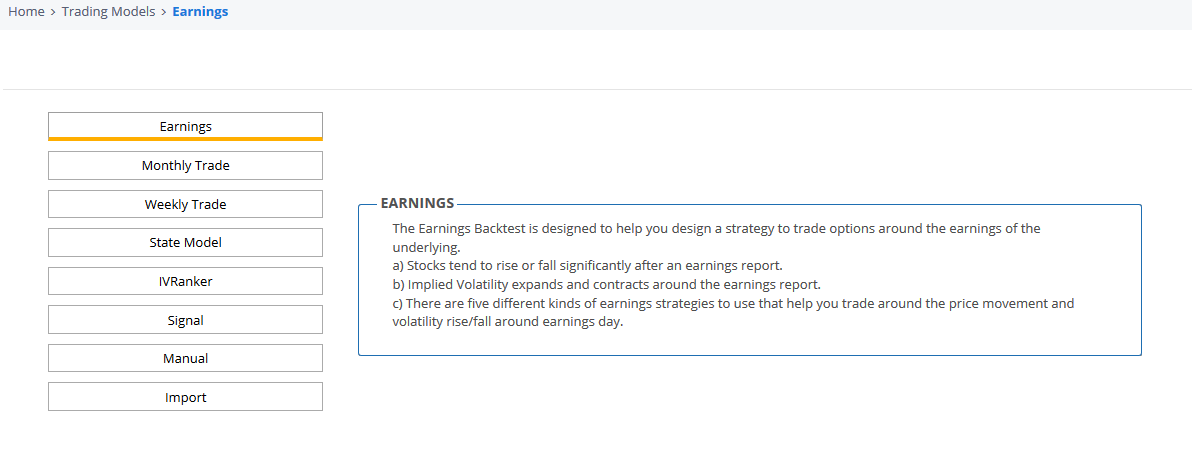 Home > Trading Models > Earnings
Earnings
Monthly Trade
Weekly Trade
State Model
IVRanker
Signal
Manual
Import
EARNINGS
The Earnings Backtest is designed to help you design a strategy to trade options around the earnings of the
underlying.
a) Stocks tend to rise or fall significantly after an earnings report.
b) Implied Volatility expands and contracts around the earnings report.
c) There are five different kinds of earnings strategies to use that help you trade around the price movement and
volatility rise/fall around earnings day.